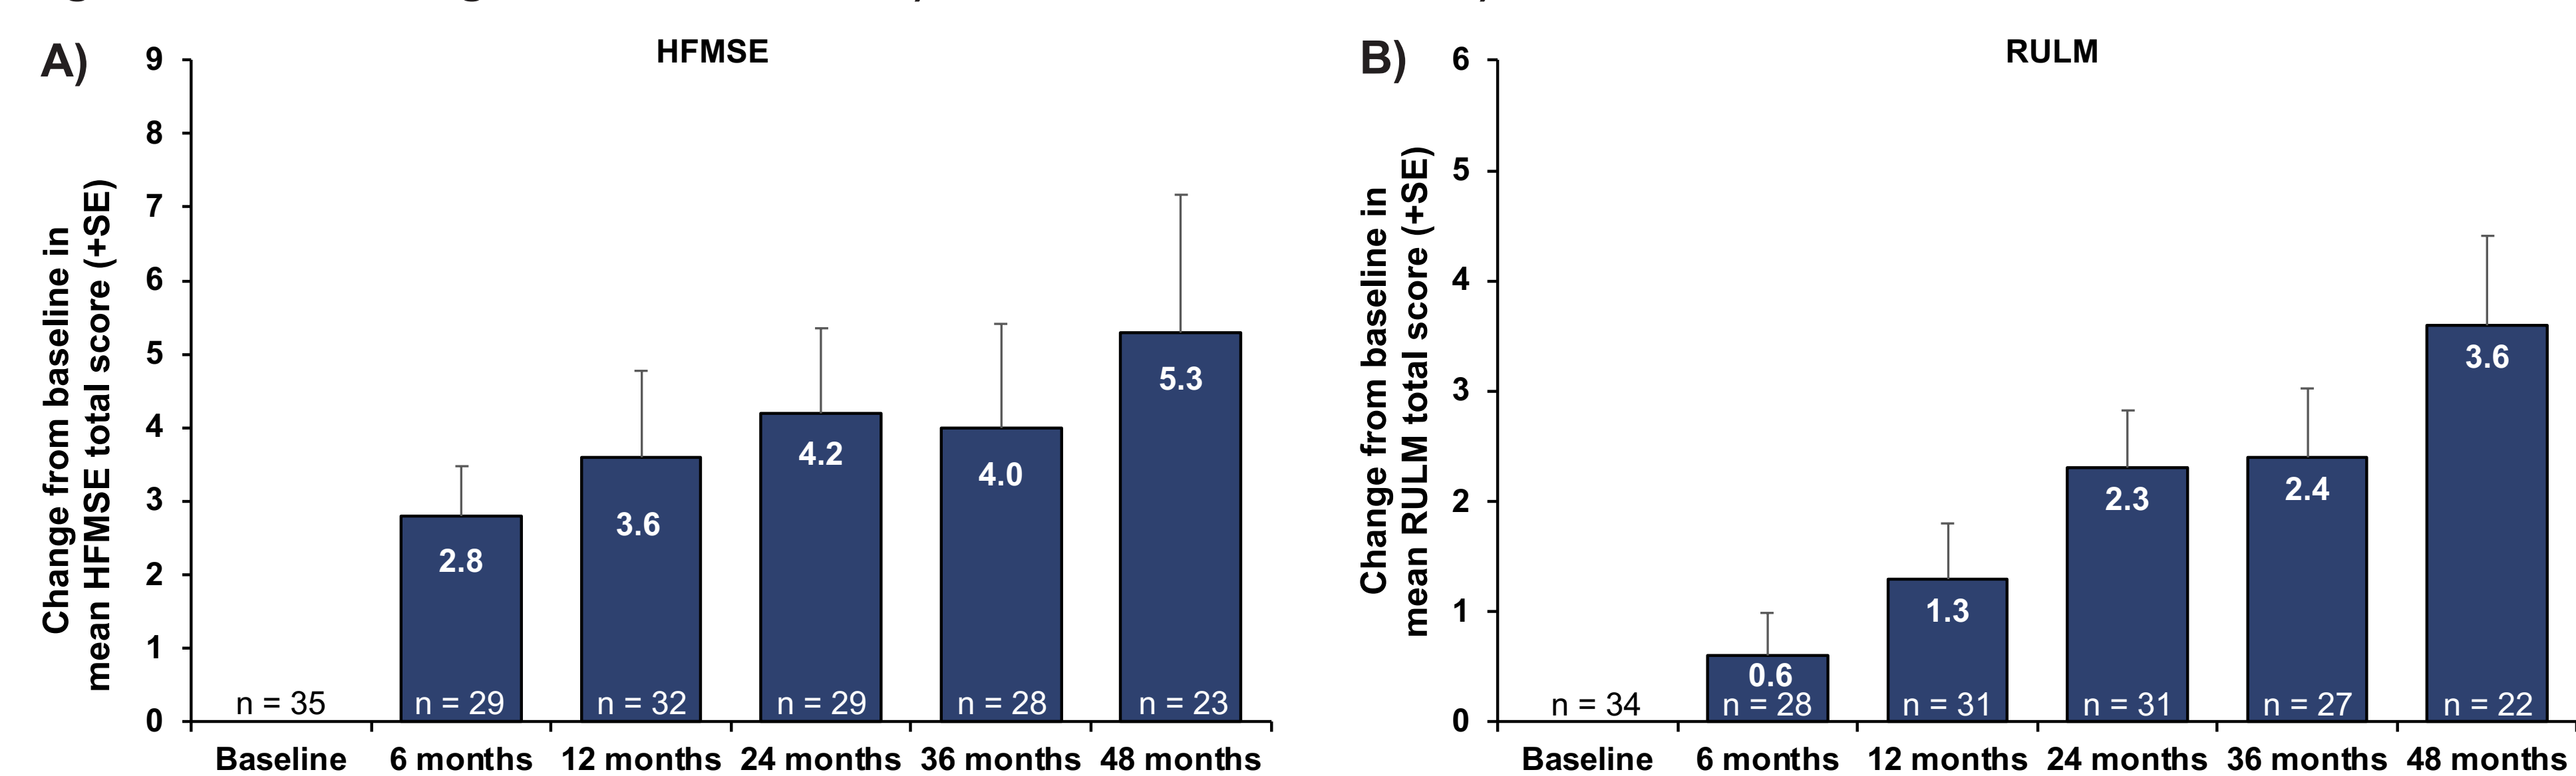 A)
HFMSE
Change from baseline in
mean HFMSE total score (+SE)
9
8
7
6
5
4
3
2
1
0
2.8
3.6
4.2
4.0
5.3
n = 35
n = 29
n = 32
n = 29
n = 28
n = 23
Baseline
6 months
12 months
24 months
36 months
48 months
B)
RULM
Change from baseline in
mean RULM total score (+SE)
6
5
4
3
2
1
0
0.6
1.3
2.3
2.4
3.6
n = 34
n = 28
n = 31
n = 31
n = 27
n = 22
Baseline
6 months
12 months
24 months
36 months
48 months